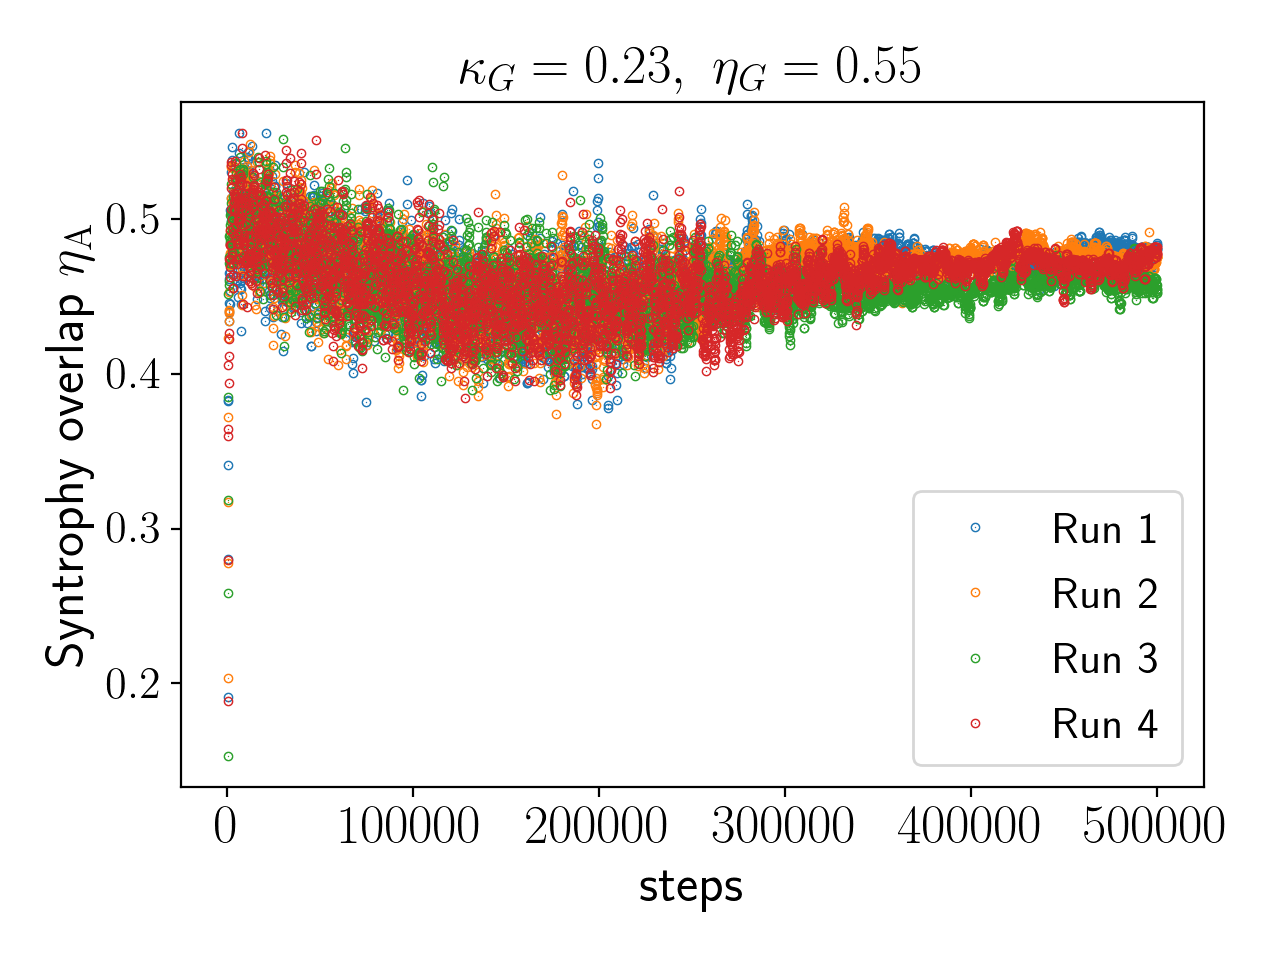 κ_G = 0.23, η_G = 0.55
Syntrophy overlap η_A
0.5
0.4
0.3
0.2
0 100000 200000 300000 400000 500000
steps
Run 1
Run 2
Run 3
Run 4